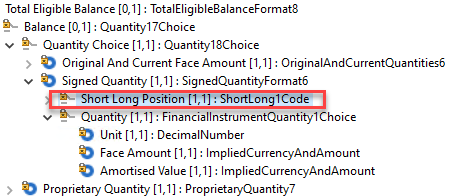 Total Eligible Balance [0,1] : TotalEligibleBalanceFormat8
Balance [0,1] : Quantity17Choice
Quantity Choice [1,1] : Quantity18Choice
Original And Current Face Amount [1,1] : OriginalAndCurrentQuantities6
Signed Quantity [1,1] : SignedQuantityFormat6
Short Long Position [1,1] : ShortLong1Code
Quantity [1,1] : FinancialInstrumentQuantity1Choice
Unit [1,1] : DecimalNumber
Face Amount [1,1] : ImpliedCurrencyAndAmount
Amortised Value [1,1] : ImpliedCurrencyAndAmount
Proprietary Quantity [1,1] : ProprietaryQuantity7